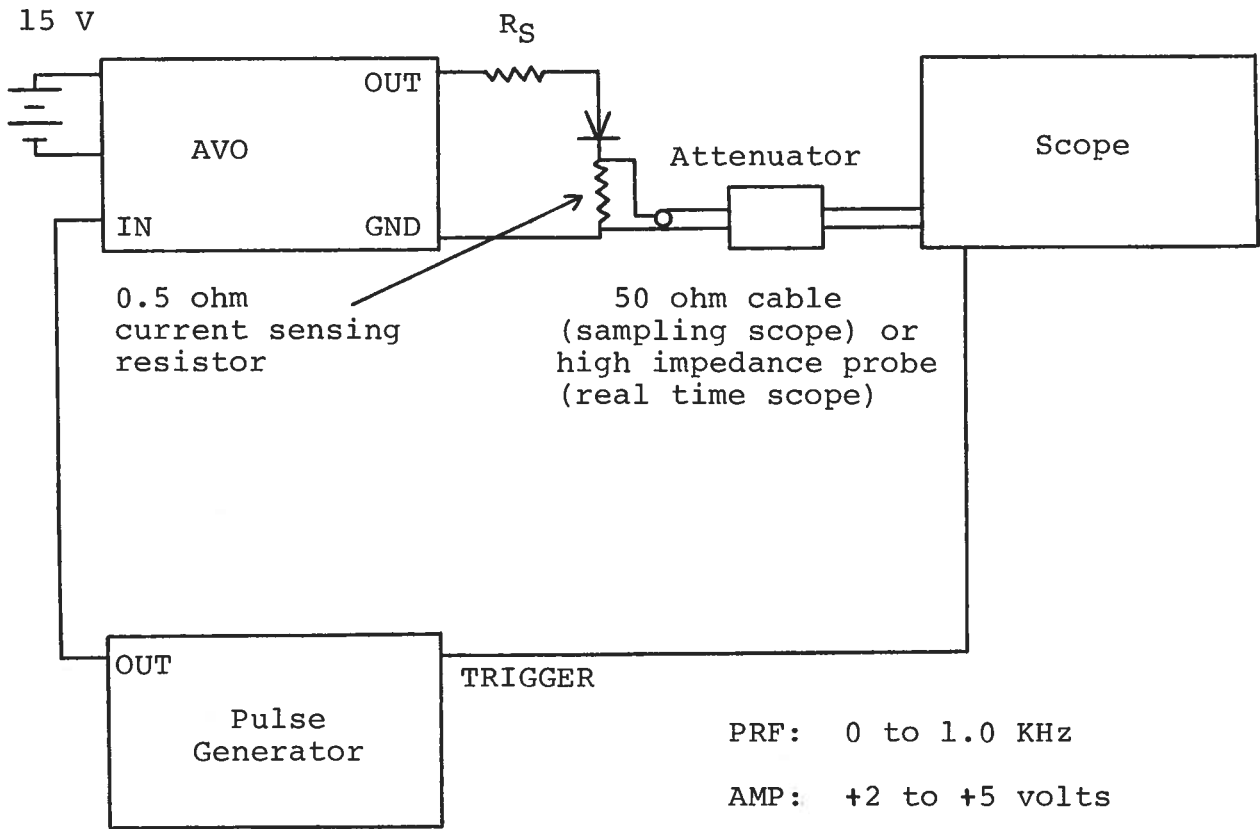 15 V
RS
OUT
AVO
IN
GND
Attenuator
Scope
0.5 ohm
current sensing
resistor
50 ohm cable
(sampling scope) or
high impedance probe
(real time scope)
OUT
TRIGGER
Pulse
Generator
PRF: 0 to 1.0 KHz
AMP: +2 to +5 volts